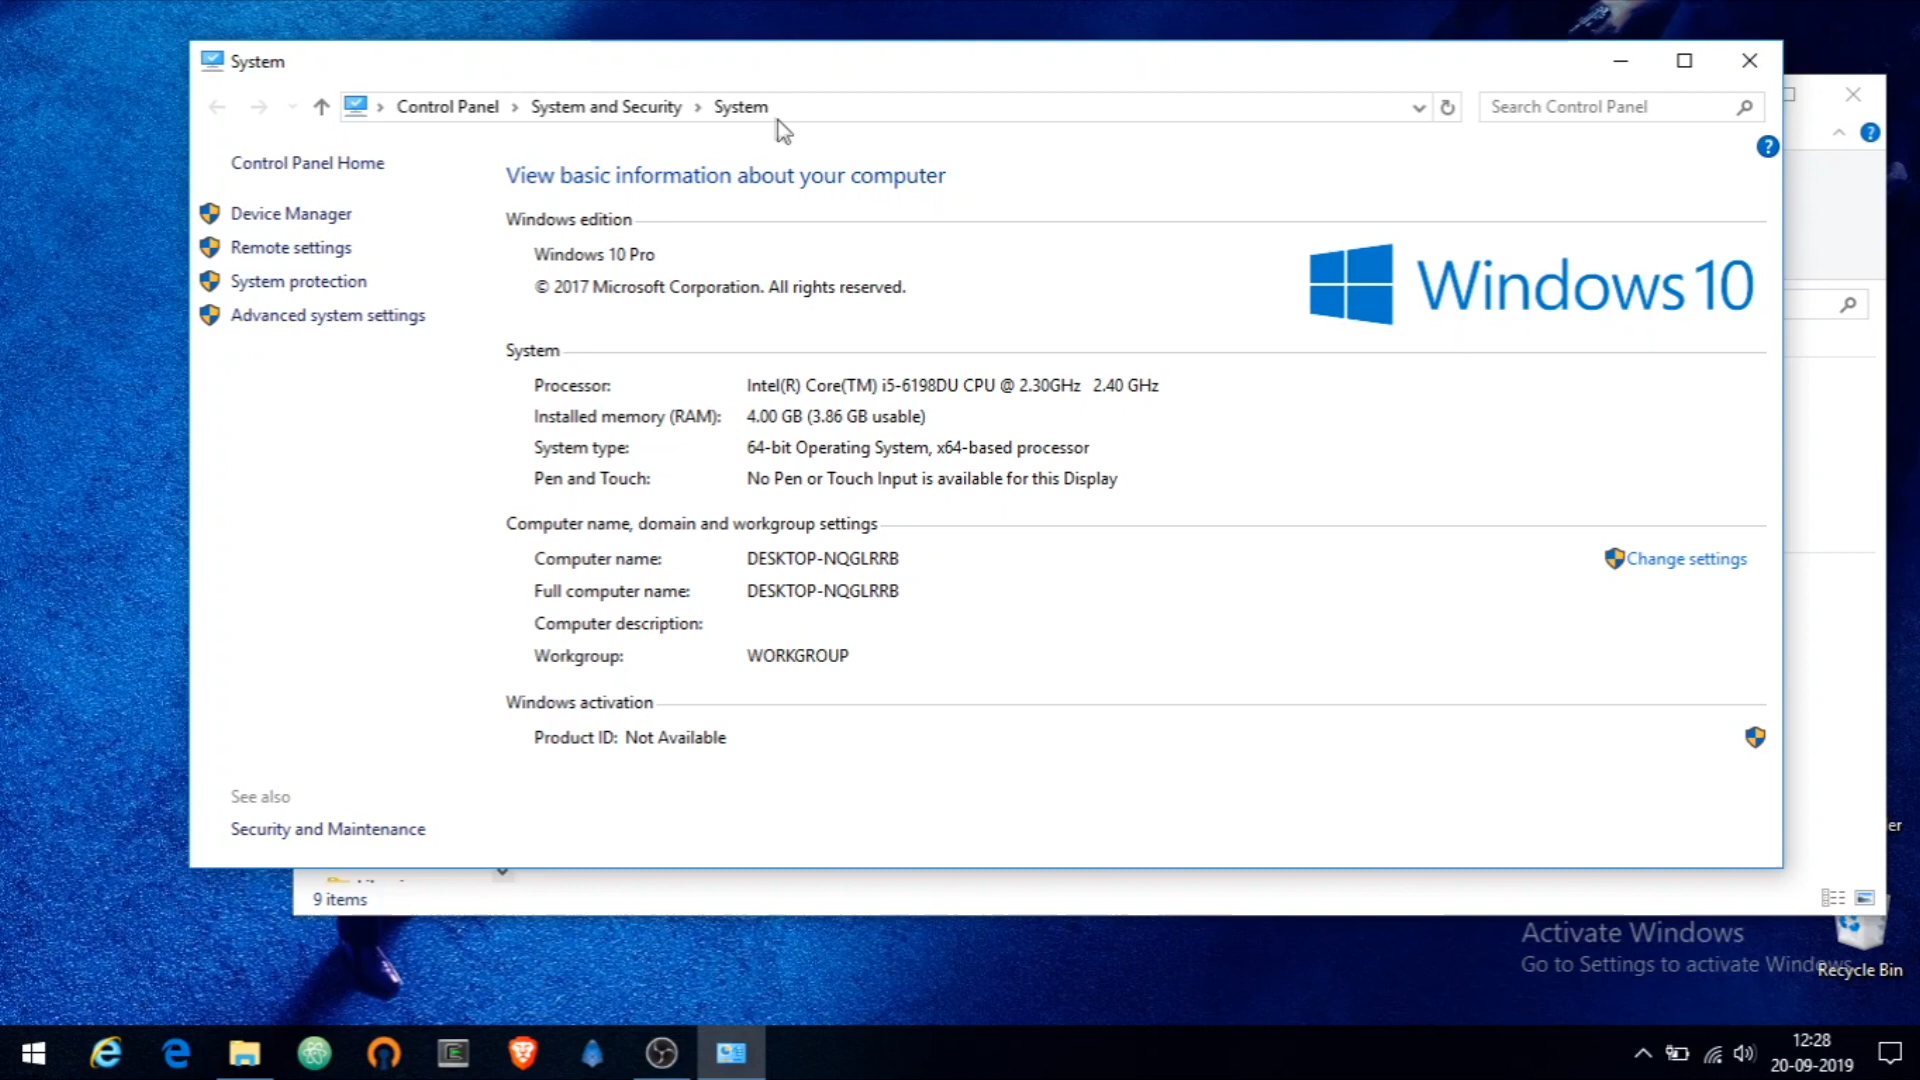 System
Control Panel > System and Security > System
Search Control Panel
Control Panel Home
Device Manager
Remote settings
System protection
Advanced system settings
See also
Security and Maintenance
View basic information about your computer
Windows edition
Windows 10 Pro
© 2017 Microsoft Corporation. All rights reserved.
Windows 10
System
Processor: Intel(R) Core(TM) i5-6198DU CPU @ 2.30GHz 2.40 GHz
Installed memory (RAM): 4.00 GB (3.86 GB usable)
System type: 64-bit Operating System, x64-based processor
Pen and Touch: No Pen or Touch Input is available for this Display
Computer name, domain and workgroup settings
Computer name: DESKTOP-NQGLRRB
Change settings
Full computer name: DESKTOP-NQGLRRB
Computer description:
Workgroup: WORKGROUP
Windows activation
Product ID: Not Available
er
9 items
Activate Windows
Go to Settings to activate Windows.
Recycle Bin
12:28
20-09-2019